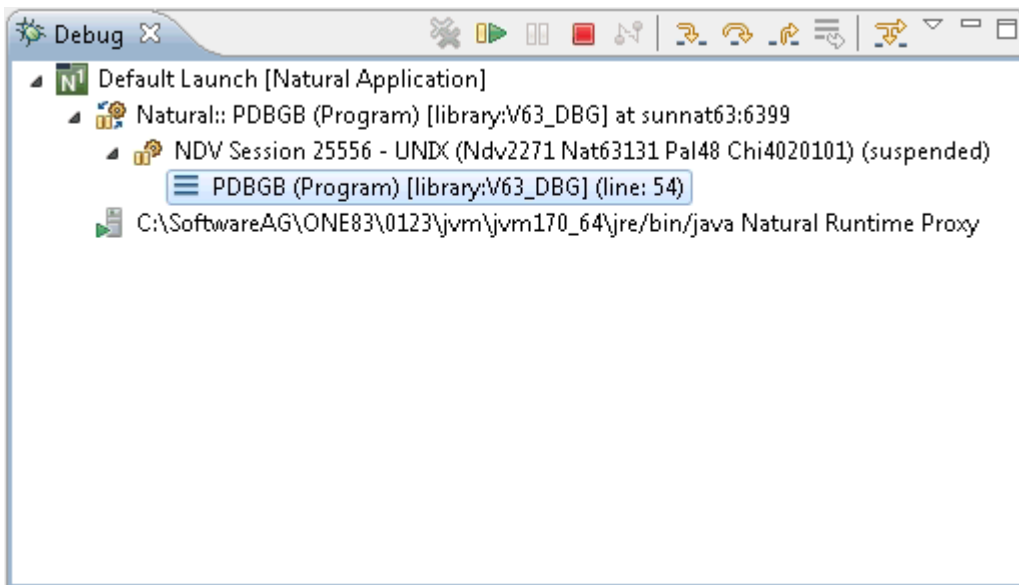 Debug
N1 Default Launch [Natural Application]
Natural:: PDBGB (Program) [library:V63_DBG] at sunnat63:6399
NDV Session 25556 - UNIX (Ndv2271 Nat63131 Pal48 Chi4020101) (suspended)
PDBGB (Program) [library:V63_DBG] (line: 54)
C:\SoftwareAG\ONE83\0123\jvm\jvm170_64\jre/bin/java Natural Runtime Proxy